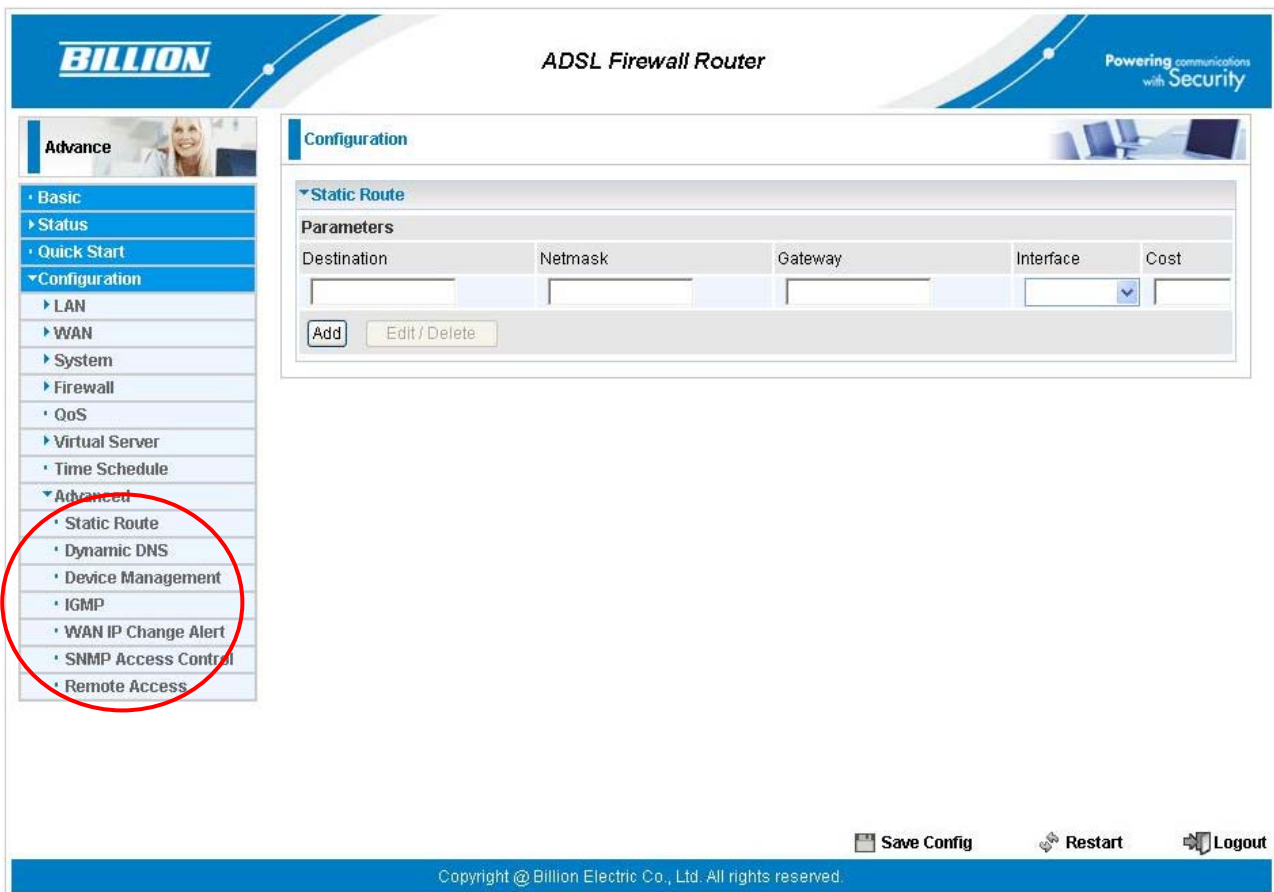 BILLION
ADSL Firewall Router
Powering communications
with Security
Advance
Configuration
Basic
Status
Quick Start
Configuration
LAN
WAN
System
Firewall
QoS
Virtual Server
Time Schedule
Advanced
Static Route
Dynamic DNS
Device Management
IGMP
WAN IP Change Alert
SNMP Access Control
Remote Access
Static Route
Parameters
Destination Netmask Gateway Interface Cost
Add Edit / Delete
Save Config Restart Logout
Copyright @ Billion Electric Co., Ltd. All rights reserved.